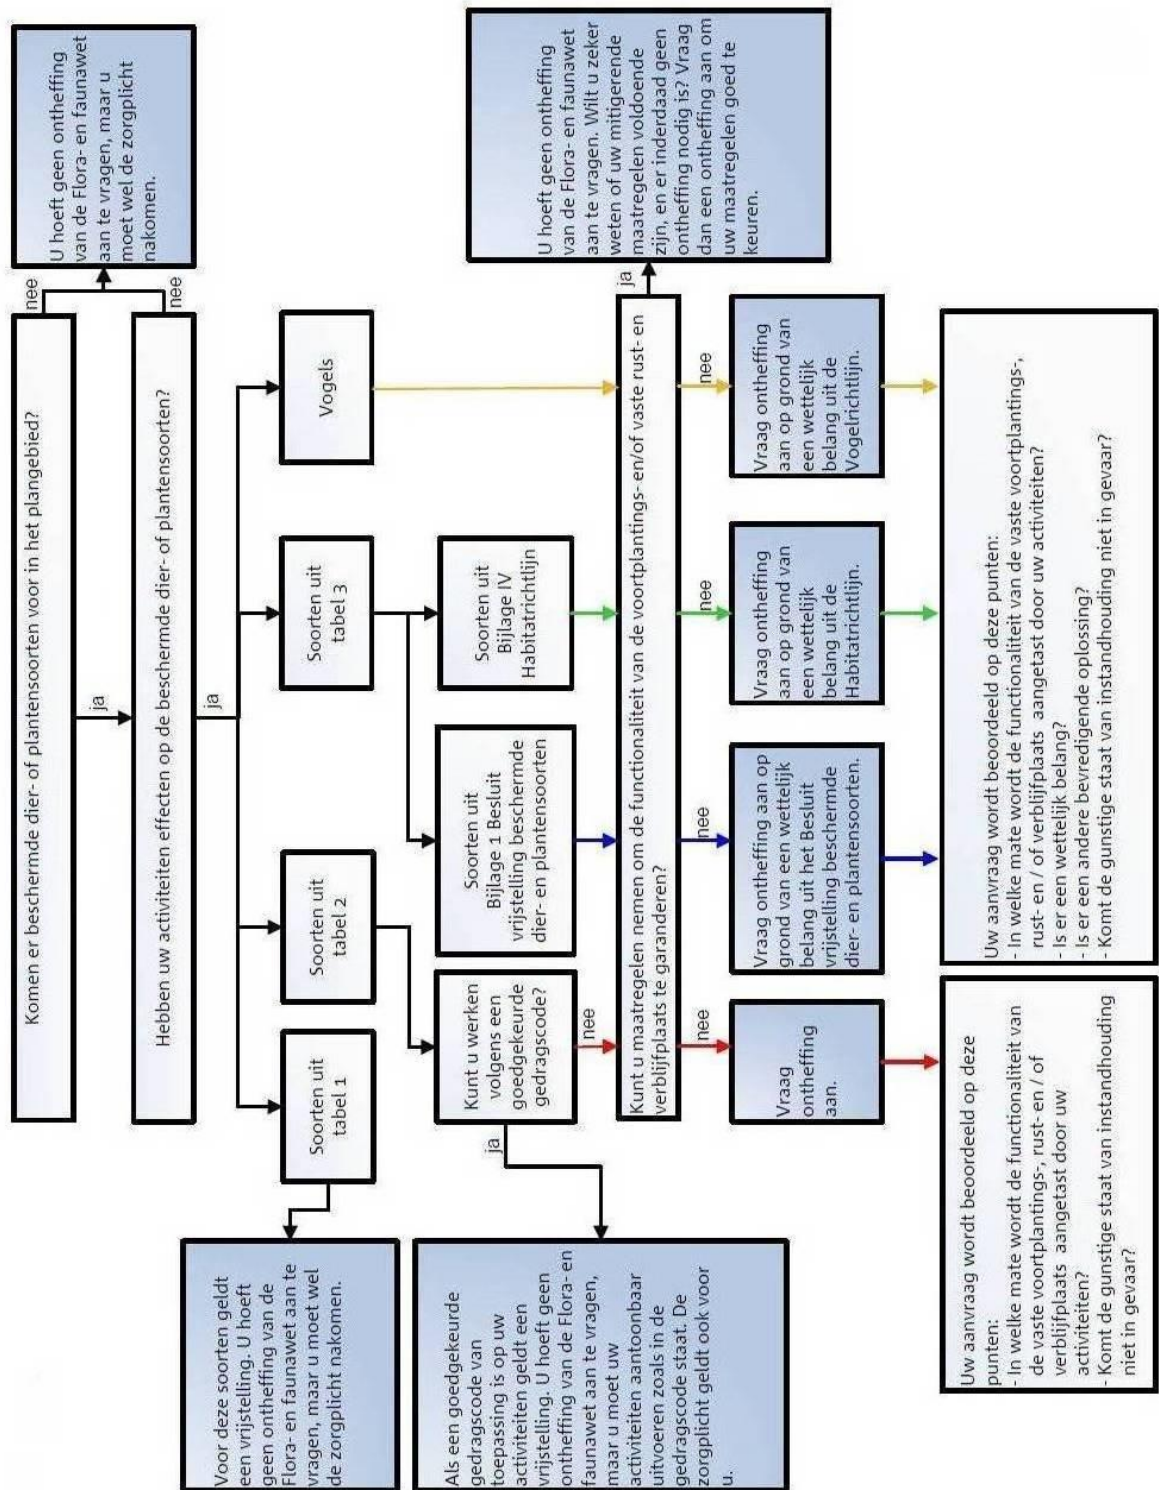 Komen er beschermde dier- of plantensoorten voor in het plangebied?
nee
U hoeft geen ontheffing
van de Flora- en faunawet
aan te vragen, maar u
moet wel de zorgplicht
nakomen.
ja
Hebben uw activiteiten effecten op de beschermde dier- of plantensoorten?
nee
ja
Soorten uit
tabel 1
Soorten uit
tabel 2
Soorten uit
tabel 3
Vogels
Voor deze soorten geldt
een vrijstelling. U hoeft
geen ontheffing van de
Flora- en faunawet aan te
vragen, maar u moet wel
de zorgplicht nakomen.
Kunt u werken
volgens een
goedgekeurde
gedragscode?
Soorten uit
Bijlage 1 Besluit
vrijstelling beschermde
dier- en plantensoorten
Soorten uit
Bijlage IV
Habitatrichtlijn
ja
nee
Als een goedgekeurde
gedragscode van
toepassing is op uw
activiteiten geldt een
vrijstelling. U hoeft geen
ontheffing van de Flora- en
faunawet aan te vragen,
maar u moet uw
activiteiten aantoonbaar
uitvoeren zoals in de
gedragscode staat. De
zorgplicht geldt ook voor
u.
Kunt u maatregelen nemen om de functionaliteit van de voortplantings- en/of vaste rust- en
verblijfplaats te garanderen?
ja
U hoeft geen ontheffing
van de Flora- en faunawet
aan te vragen. Wilt u zeker
weten of uw mitigerende
maatregelen voldoende
zijn, en er inderdaad geen
ontheffing nodig is? Vraag
dan een ontheffing aan om
uw maatregelen goed te
keuren.
nee
nee
nee
nee
Vraag
ontheffing
aan.
Vraag ontheffing aan op
grond van een wettelijk
belang uit het Besluit
vrijstelling beschermde
dier- en plantensoorten.
Vraag ontheffing
aan op grond van
een wettelijk
belang uit de
Habitatrichtlijn.
Vraag ontheffing
aan op grond van
een wettelijk
belang uit de
Vogelrichtlijn.
Uw aanvraag wordt beoordeeld op deze
punten:
- In welke mate wordt de functionaliteit van
de vaste voortplantings-, rust- en / of
verblijfplaats aangetast door uw
activiteiten?
- Komt de gunstige staat van instandhouding
niet in gevaar?
Uw aanvraag wordt beoordeeld op deze punten:
- In welke mate wordt de functionaliteit van de vaste voortplantings-,
rust- en / of verblijfplaats aangetast door uw activiteiten?
- Is er een wettelijk belang?
- Is er een andere bevredigende oplossing?
- Komt de gunstige staat van instandhouding niet in gevaar?